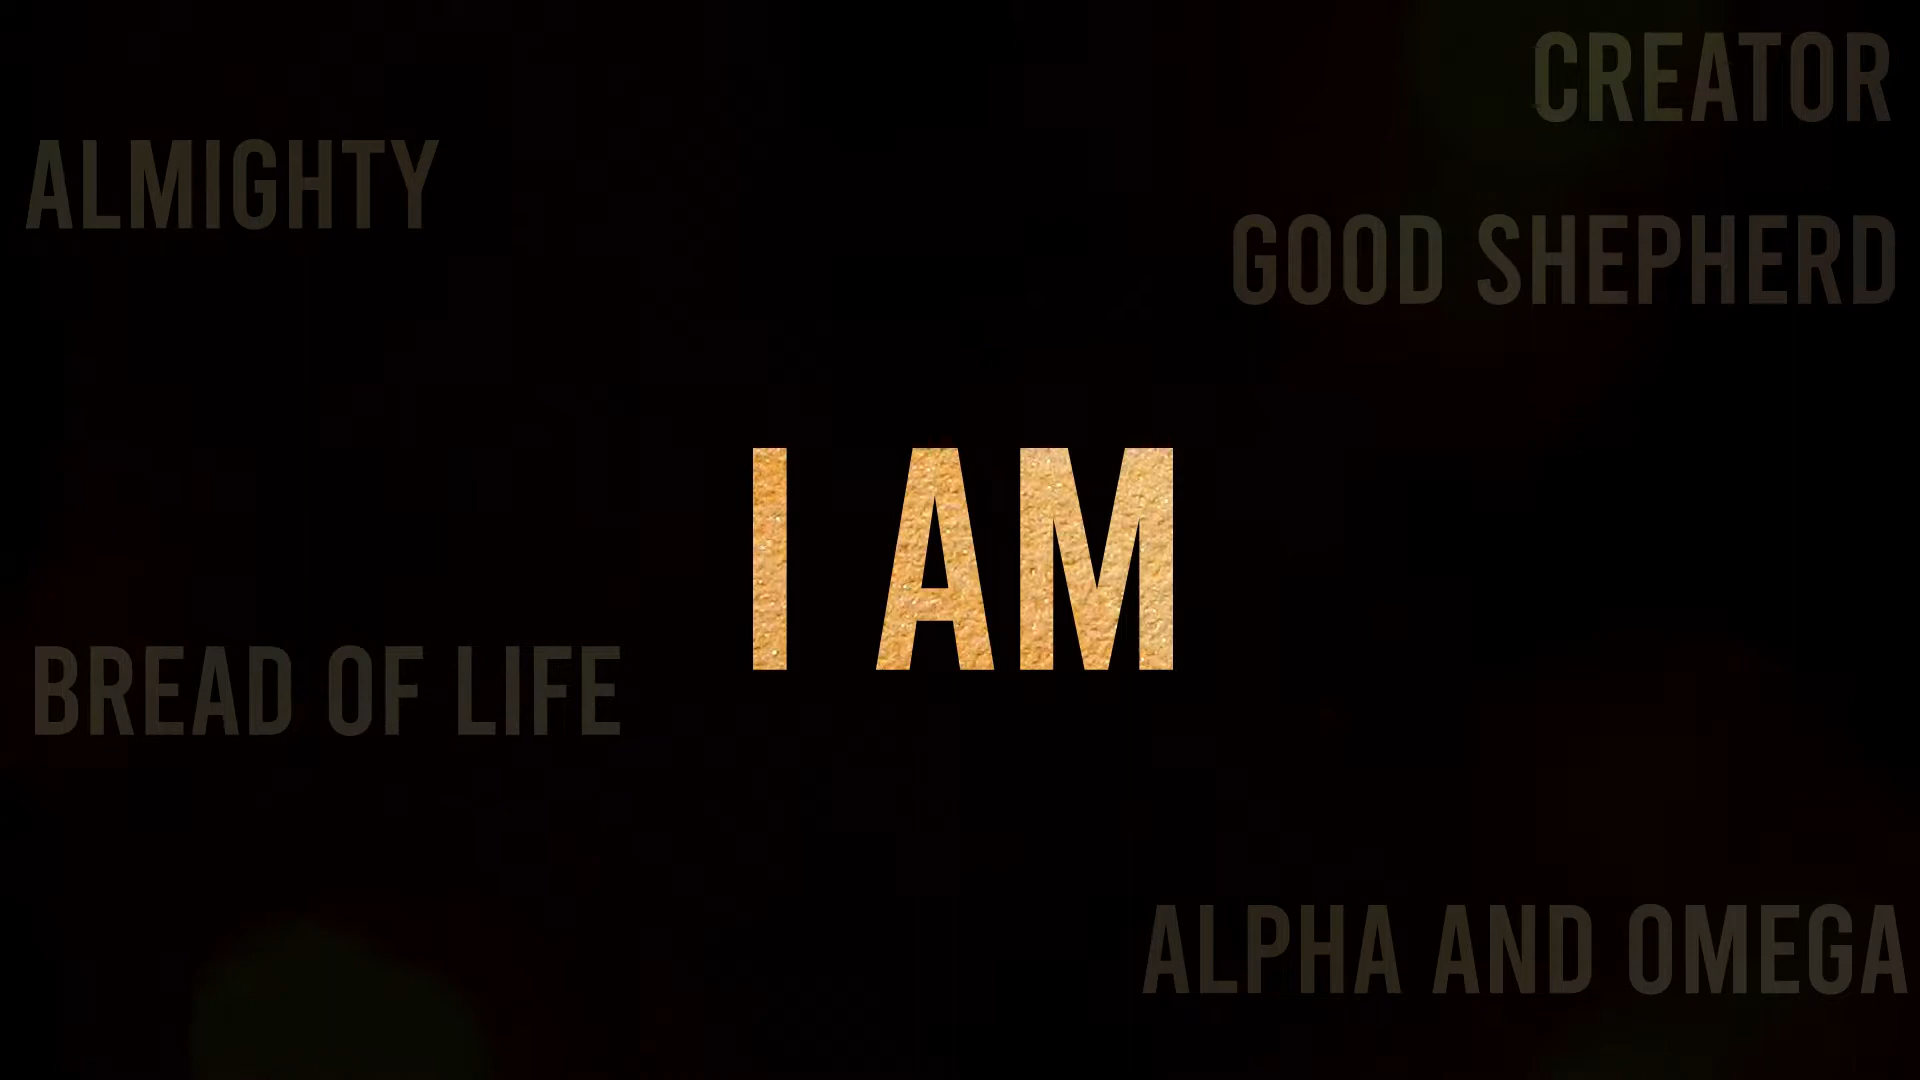 CREATOR
ALMIGHTY
GOOD SHEPHERD
I AM
BREAD OF LIFE
ALPHA AND OMEGA